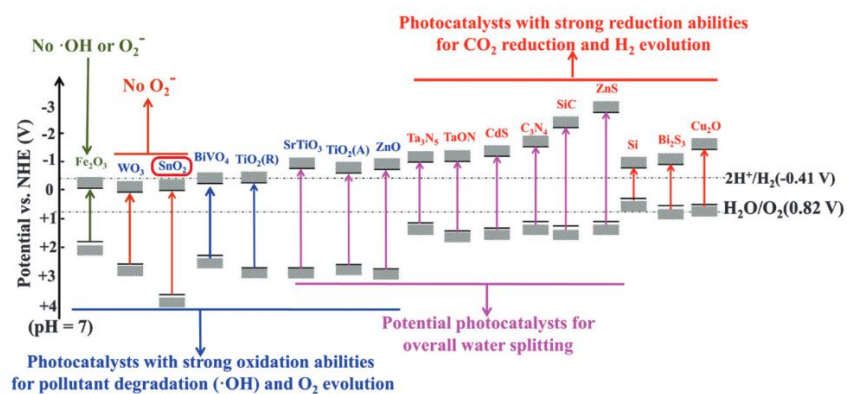 Photocatalysts with strong reduction abilities
for CO₂ reduction and H₂ evolution
No ·OH or O₂⁻
No O₂⁻
Potential vs. NHE (V)
-3
-2
-1
0
+1
+2
+3
+4
(pH = 7)
Fe₂O₃
WO₃
SnO₂
BiVO₄
TiO₂(R)
SrTiO₃
TiO₂(A)
ZnO
Ta₃N₅
TaON
CdS
C₃N₄
SiC
ZnS
Si
Bi₂S₃
Cu₂O
2H⁺/H₂(-0.41 V)
H₂O/O₂(0.82 V)
Potential photocatalysts for
overall water splitting
Photocatalysts with strong oxidation abilities
for pollutant degradation (·OH) and O₂ evolution